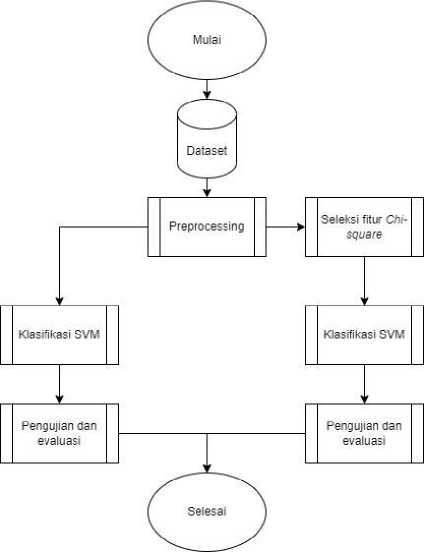 Mulai
Dataset
Preprocessing
Seleksi fitur Chi-
square
Klasifikasi SVM
Klasifikasi SVM
Pengujian dan
evaluasi
Pengujian dan
evaluasi
Selesai